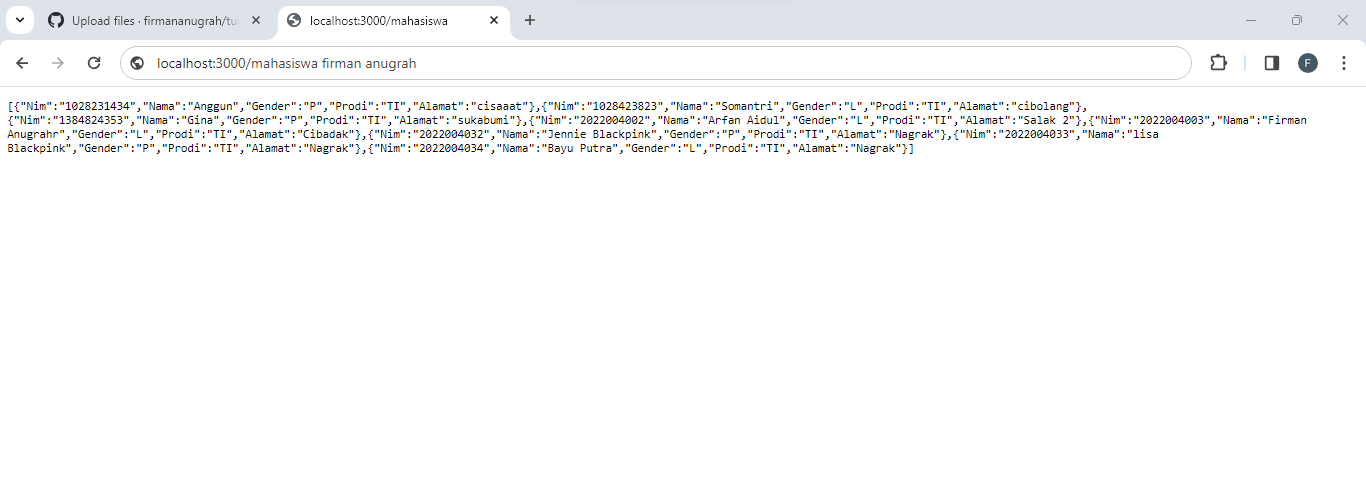 Upload files · firmananugrah/tu
localhost:3000/mahasiswa
localhost:3000/mahasiswa firman anugrah
F
[{"Nim":"1028231434","Nama":"Anggun","Gender":"P","Prodi":"TI","Alamat":"cisaaat"},{"Nim":"1028423823","Nama":"Somantri","Gender":"L","Prodi":"TI","Alamat":"cibolang"},
{"Nim":"1384824353","Nama":"Gina","Gender":"P","Prodi":"TI","Alamat":"sukabumi"},{"Nim":"2022004002","Nama":"Arfan Aidul","Gender":"L","Prodi":"TI","Alamat":"Salak 2"},{"Nim":"2022004003","Nama":"Firman
Anugrahr","Gender":"L","Prodi":"TI","Alamat":"Cibadak"},{"Nim":"2022004032","Nama":"Jennie Blackpink","Gender":"P","Prodi":"TI","Alamat":"Nagrak"},{"Nim":"2022004033","Nama":"lisa
Blackpink","Gender":"P","Prodi":"TI","Alamat":"Nagrak"},{"Nim":"2022004034","Nama":"Bayu Putra","Gender":"L","Prodi":"TI","Alamat":"Nagrak"}]